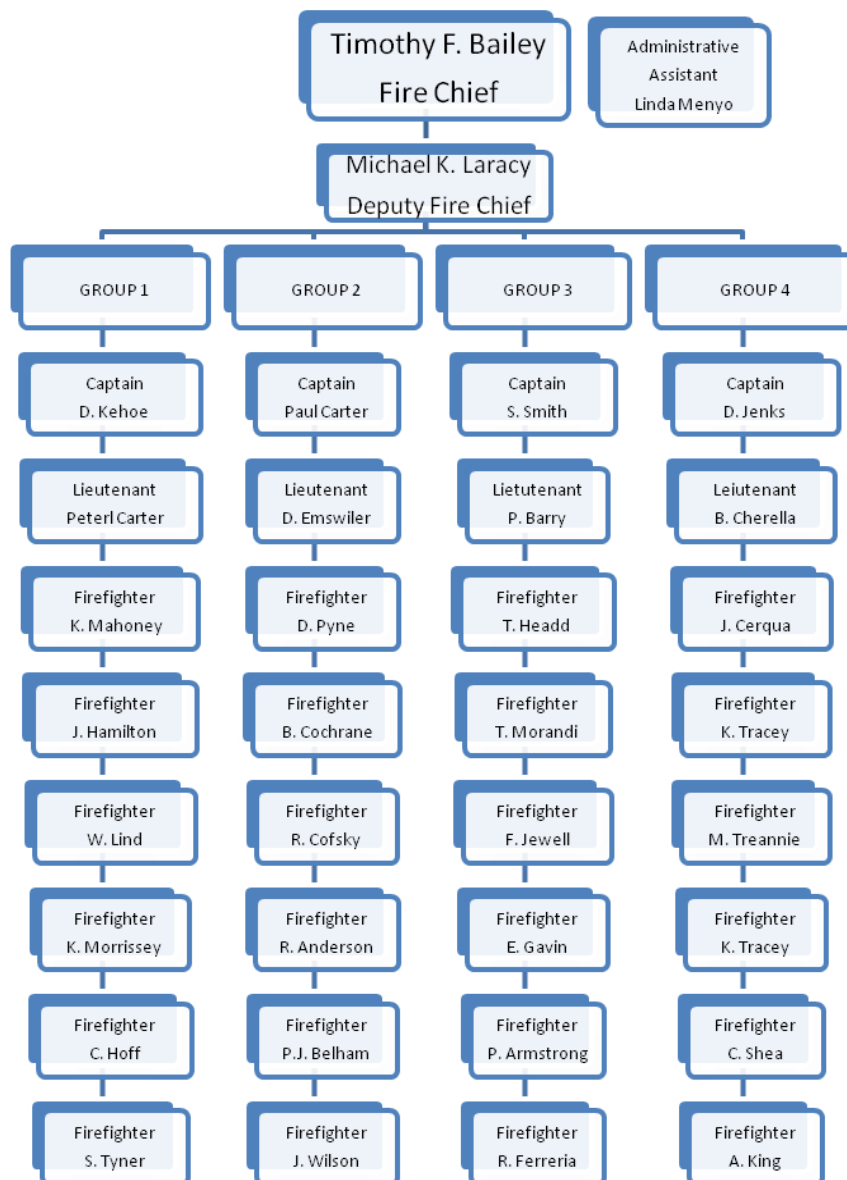 Timothy F. Bailey
Fire Chief
Administrative
Assistant
Linda Menyo
Michael K. Laracy
Deputy Fire Chief
GROUP 1
GROUP 2
GROUP 3
GROUP 4
Captain
D. Kehoe
Captain
Paul Carter
Captain
S. Smith
Captain
D. Jenks
Lieutenant
Peterl Carter
Lieutenant
D. Emswiler
Lietutenant
P. Barry
Leiutenant
B. Cherella
Firefighter
K. Mahoney
Firefighter
D. Pyne
Firefighter
T. Headd
Firefighter
J. Cerqua
Firefighter
J. Hamilton
Firefighter
B. Cochrane
Firefighter
T. Morandi
Firefighter
K. Tracey
Firefighter
W. Lind
Firefighter
R. Cofsky
Firefighter
F. Jewell
Firefighter
M. Treannie
Firefighter
K. Morrissey
Firefighter
R. Anderson
Firefighter
E. Gavin
Firefighter
K. Tracey
Firefighter
C. Hoff
Firefighter
P.J. Belham
Firefighter
P. Armstrong
Firefighter
C. Shea
Firefighter
S. Tyner
Firefighter
J. Wilson
Firefighter
R. Ferreria
Firefighter
A. King